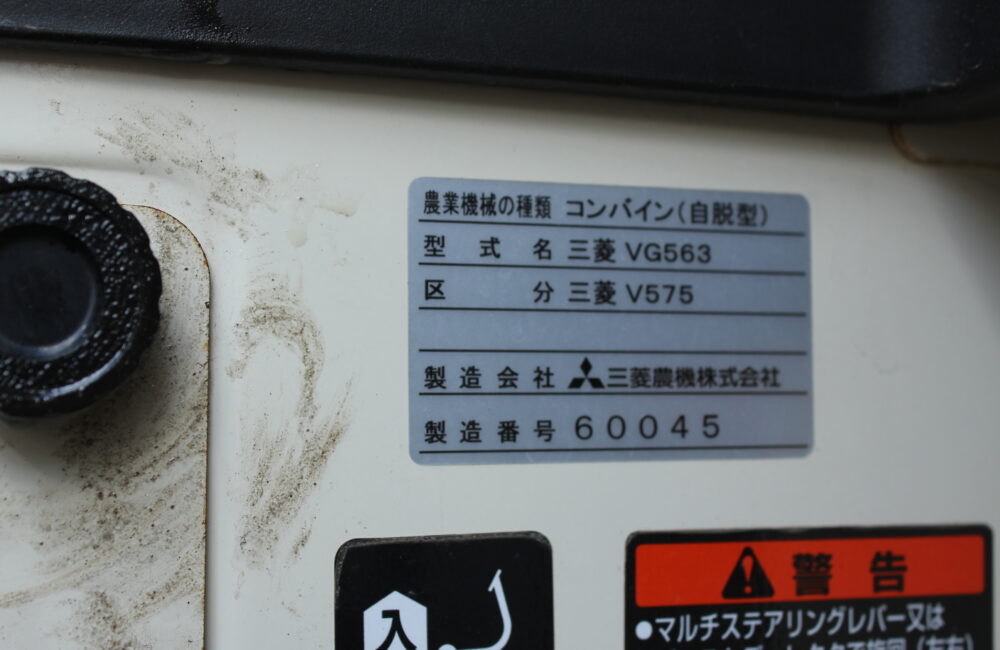 農業機械の種類 コンバイン(自脱型)
型式名 三菱 VG563
区分 三菱 V575
製造会社 三菱農機株式会社
製造番号 60045
入
警告
●マルチステアリングレバー又は